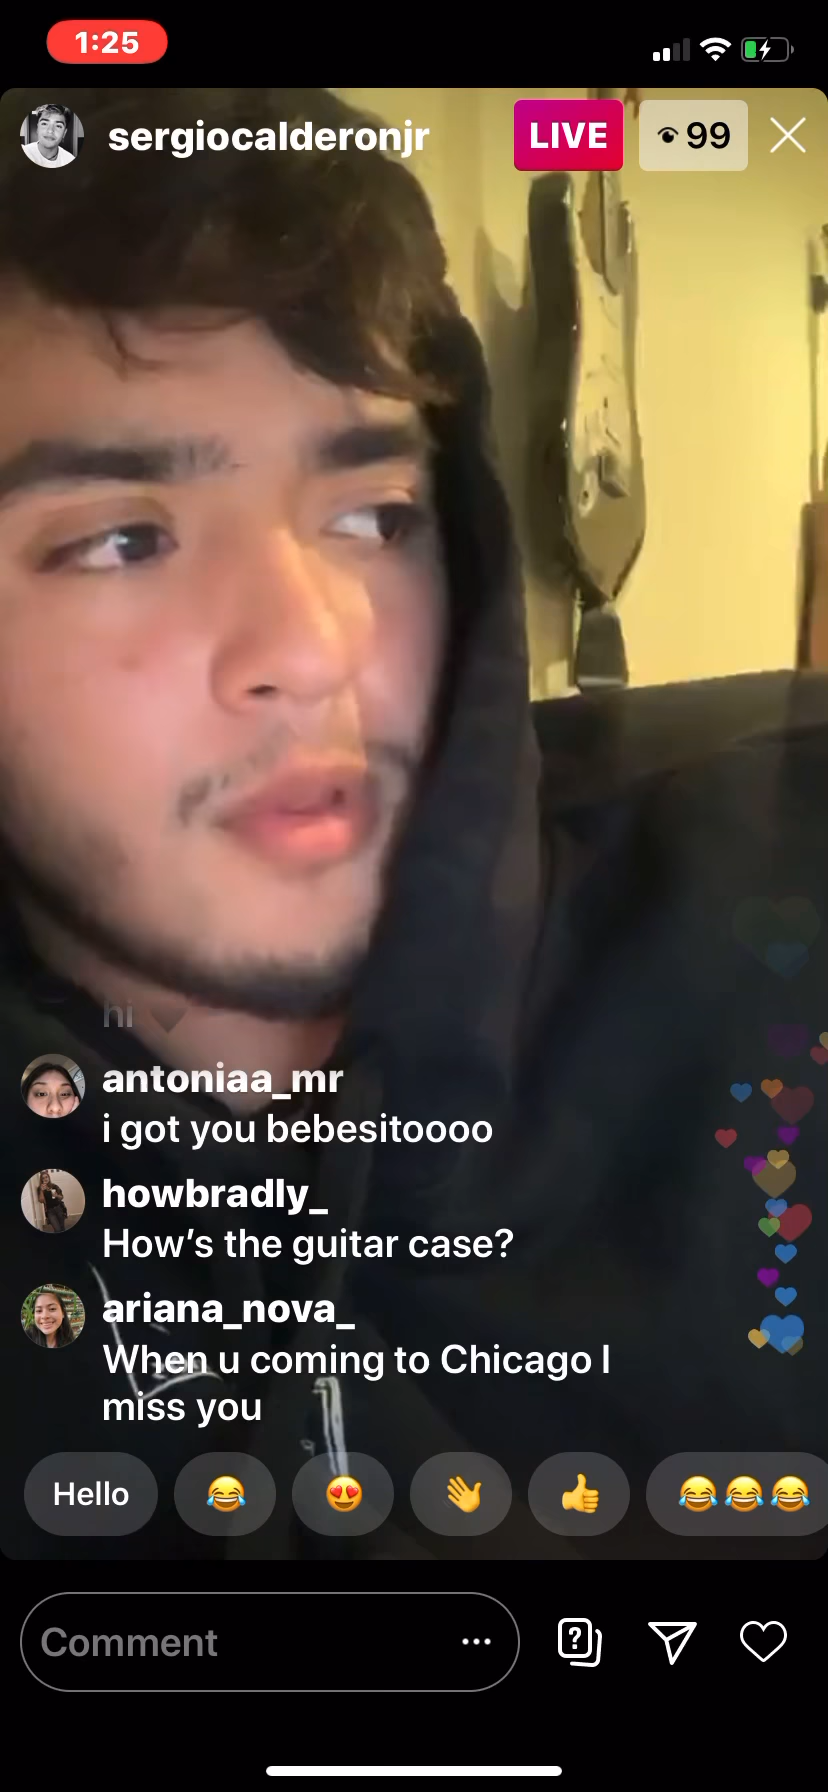 1:25
sergiocalderonjr
LIVE
99
hi 🖤
antoniaa_mr
i got you bebesitoooo
howbradly_
How's the guitar case?
ariana_nova_
When u coming to Chicago I
miss you
Hello 😂 😍 👋 👍 😂😂😂
Comment